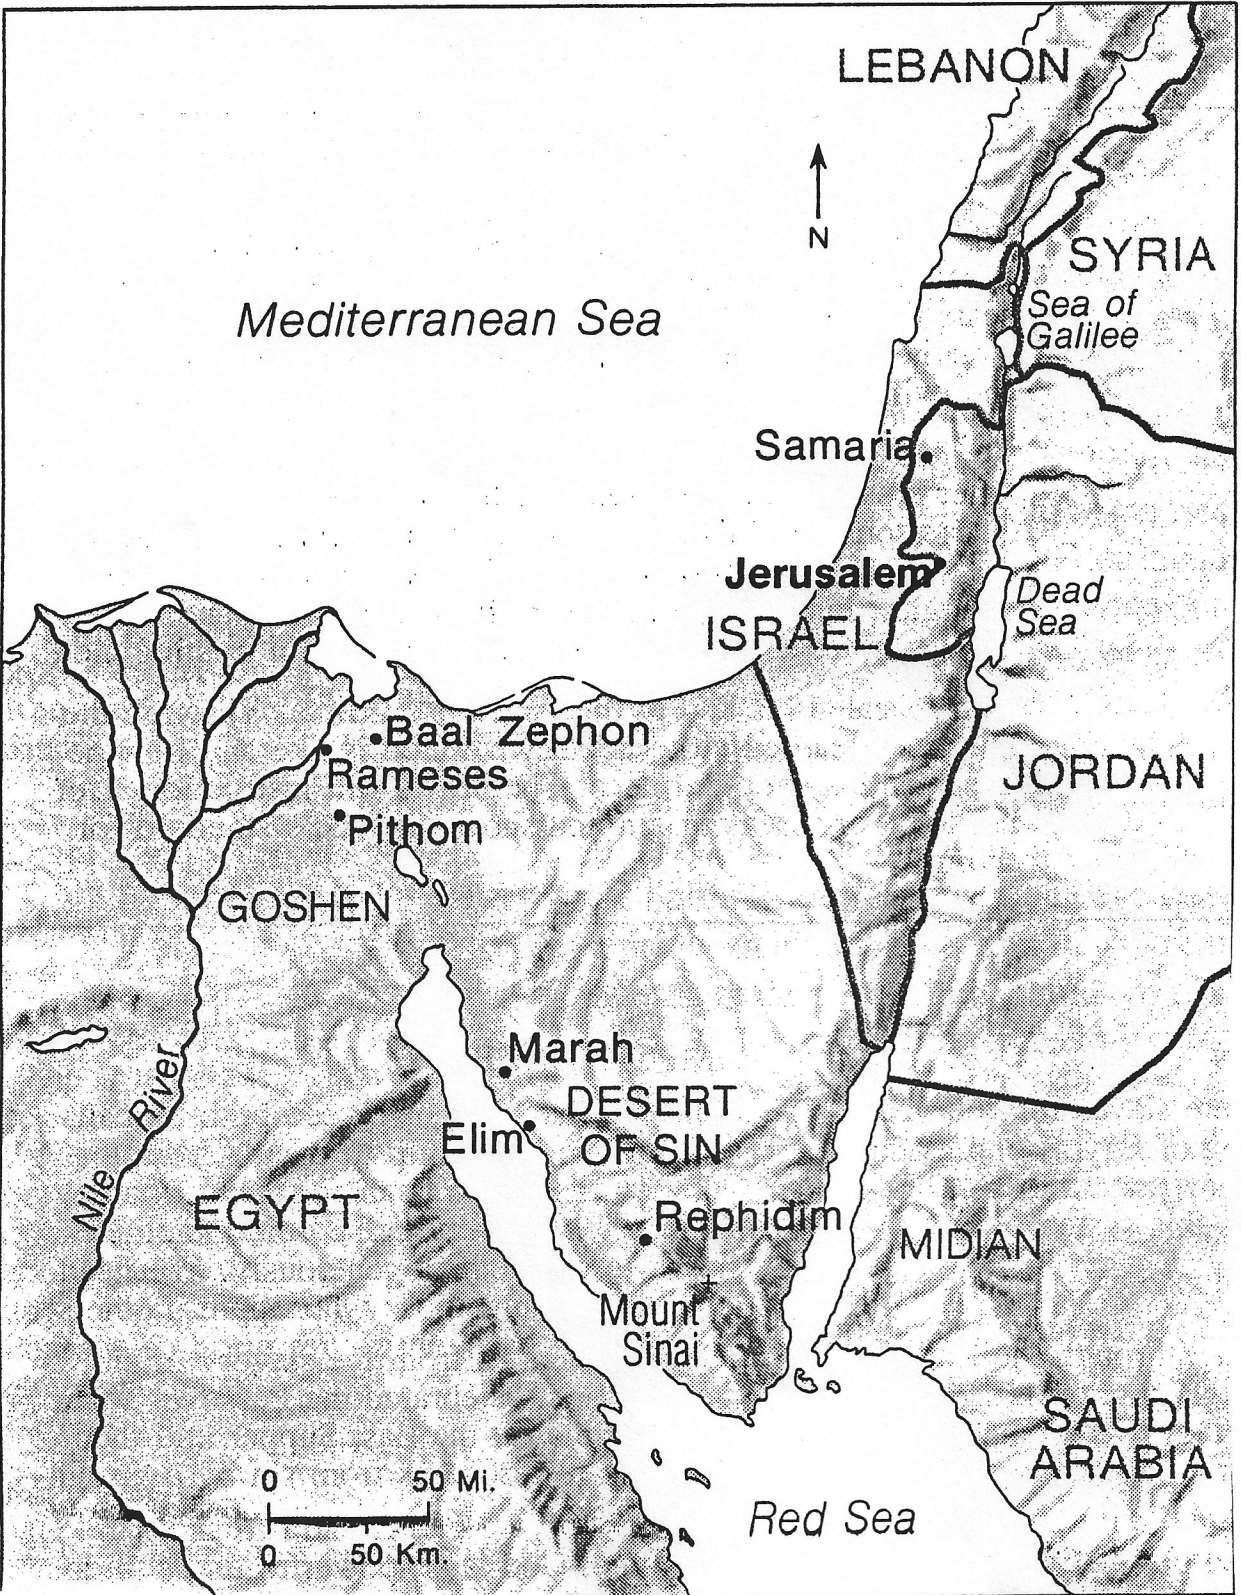 LEBANON
N
SYRIA
Mediterranean Sea
Sea of
Galilee
Samaria
Jerusalem
Dead
Sea
ISRAEL
Baal Zephon
Rameses
JORDAN
Pithom
GOSHEN
Marah
DESERT
OF SIN
Elim
Nile River
EGYPT
Rephidim
MIDIAN
Mount
Sinai
SAUDI
ARABIA
0 50 Mi.
0 50 Km.
Red Sea